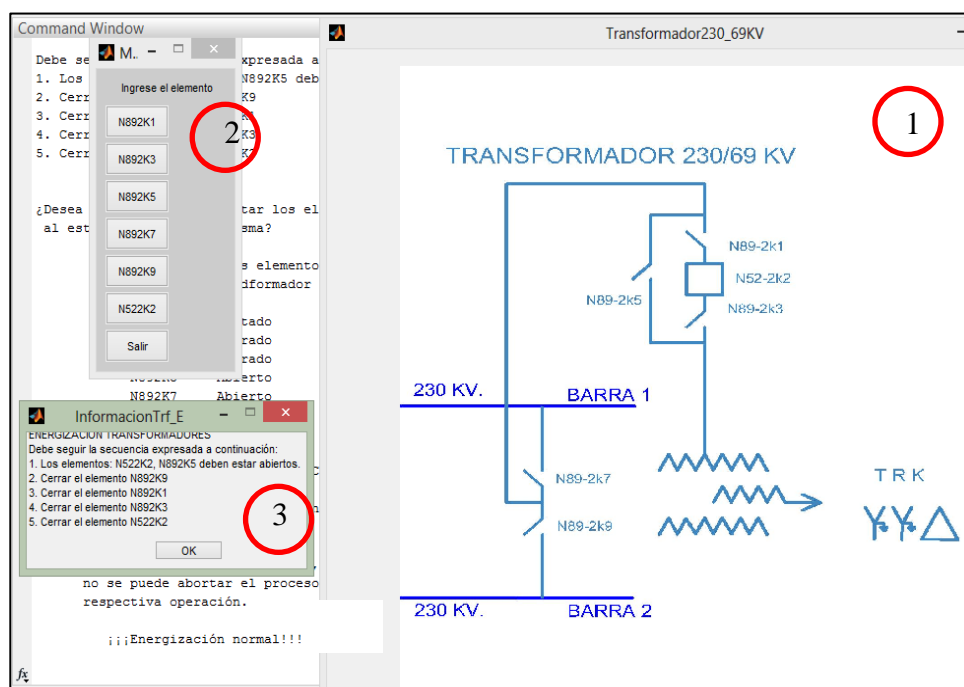 Command Window
Debe se
xpresada a
1. Los
N892K5 deb
2. Cerr
K9
3. Cerr
4. Cerr
K3
5. Cerr
¿Desea
tar los el
al est
sma?
s elemento
dformador
tado
rado
rado
Abierto
N892K7 Abierto
no se puede abortar el proceso
respectiva operación.
¡¡¡Energización normal!!!
fx
M..
Ingrese el elemento
N892K1
N892K3
N892K5
N892K7
N892K9
N522K2
Salir
2
InformacionTrf_E
ENERGIZACION TRANSFORMADORES
Debe seguir la secuencia expresada a continuación:
1. Los elementos: N522K2, N892K5 deben estar abiertos.
2. Cerrar el elemento N892K9
3. Cerrar el elemento N892K1
4. Cerrar el elemento N892K3
5. Cerrar el elemento N522K2
OK
3
Transformador230_69KV
1
TRANSFORMADOR 230/69 KV
N89-2k1
N52-2k2
N89-2k5
N89-2k3
230 KV.
BARRA 1
N89-2k7
N89-2k9
T R K
230 KV.
BARRA 2